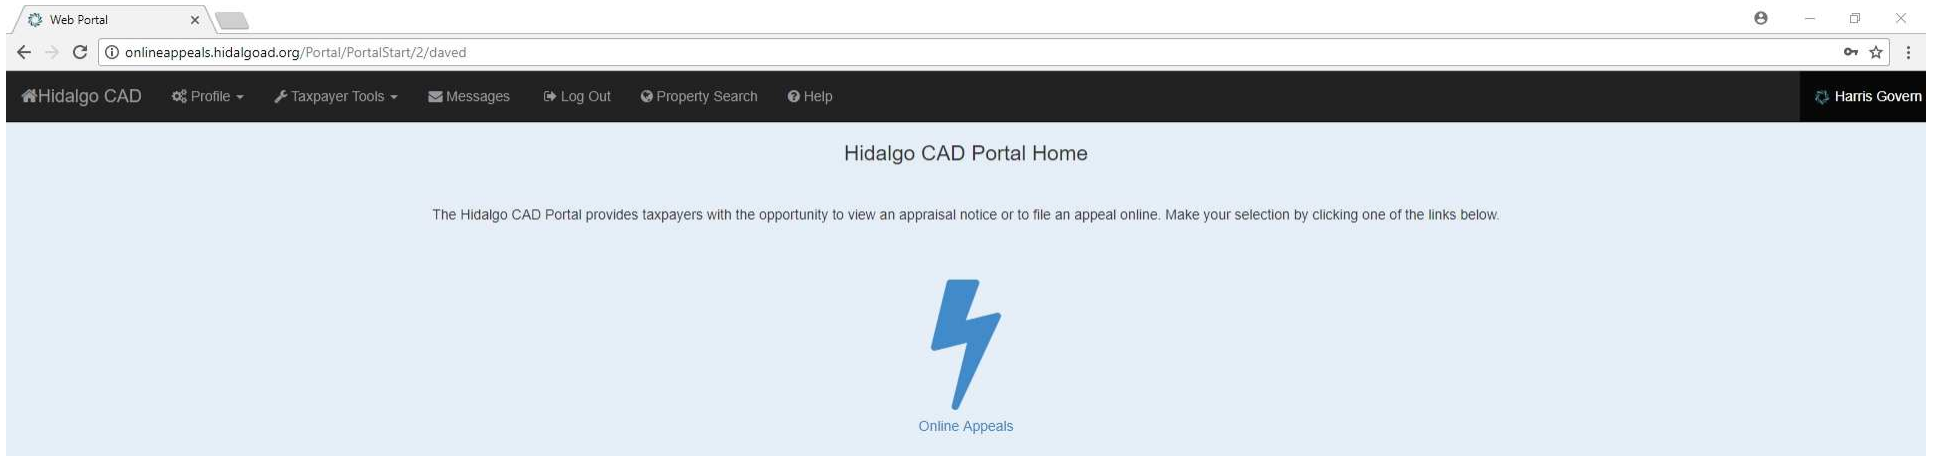 Web Portal
onlineappeals.hidalgoad.org/Portal/PortalStart/2/daved
Hidalgo CAD Profile Taxpayer Tools Messages Log Out Property Search Help Harris Govern
Hidalgo CAD Portal Home
The Hidalgo CAD Portal provides taxpayers with the opportunity to view an appraisal notice or to file an appeal online. Make your selection by clicking one of the links below.
Online Appeals